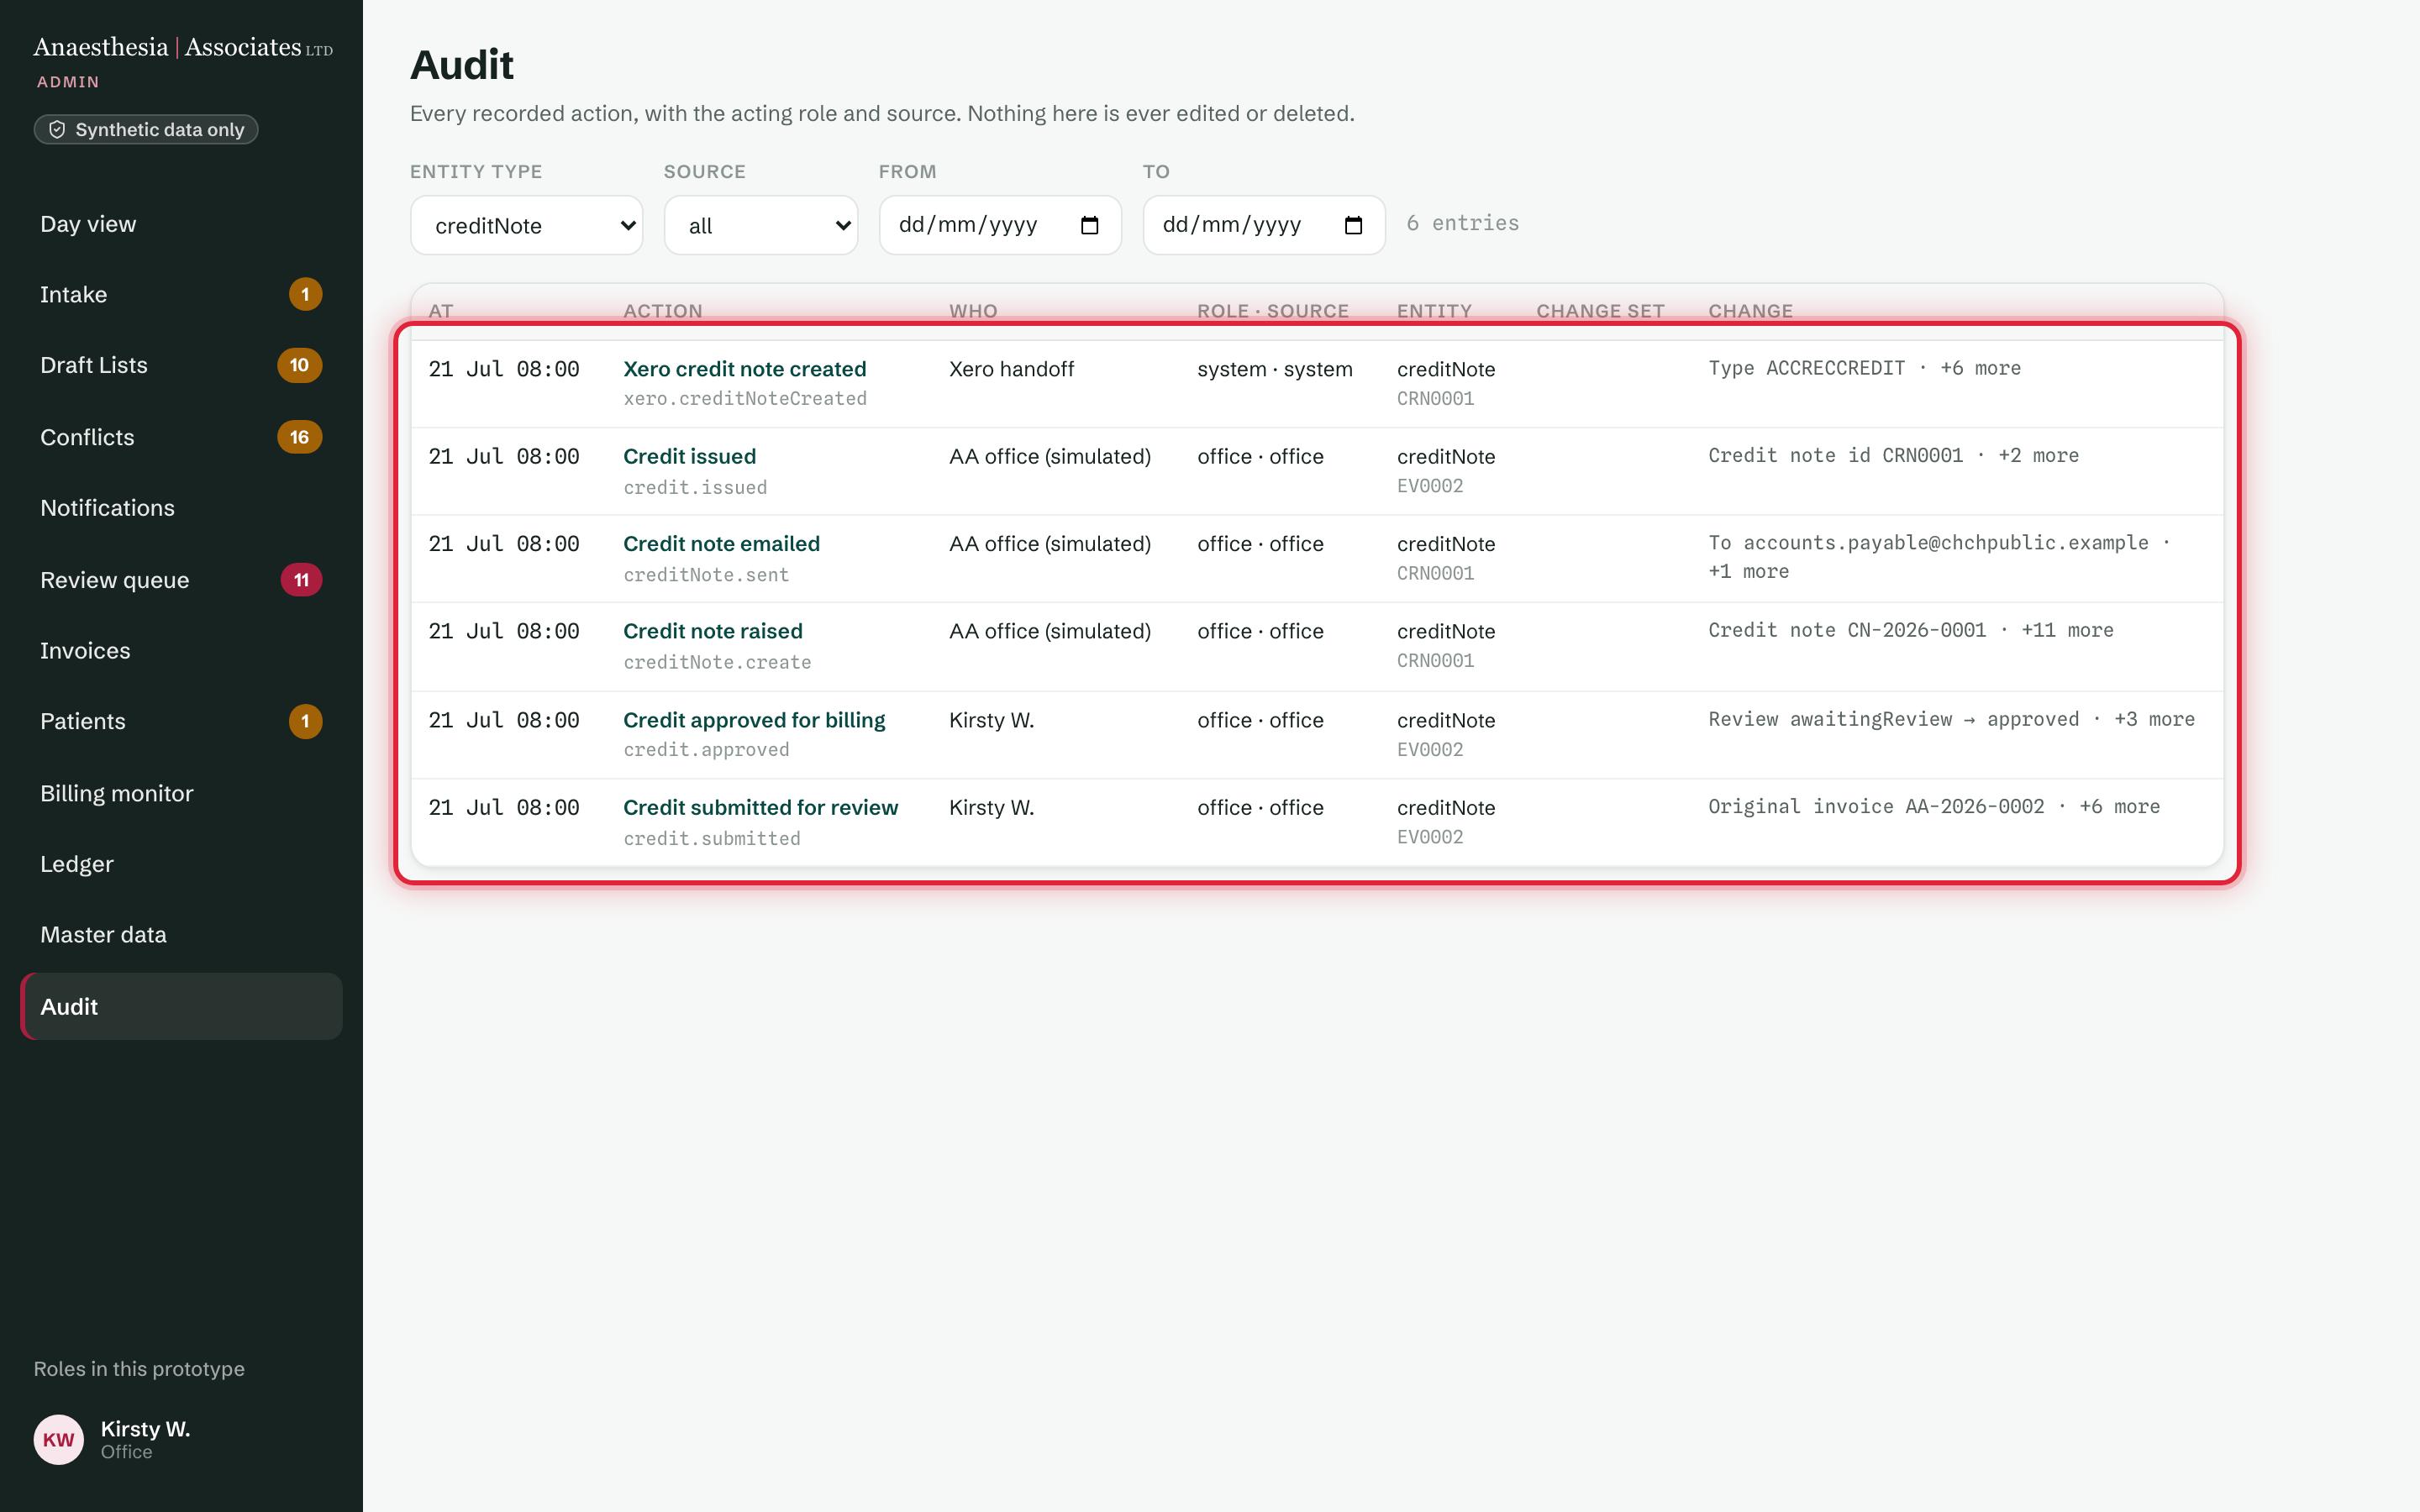 Anaesthesia | Associates LTD
ADMIN
Synthetic data only
Day view
Intake 1
Draft Lists 10
Conflicts 16
Notifications
Review queue 11
Invoices
Patients 1
Billing monitor
Ledger
Master data
Audit
Roles in this prototype
KW Kirsty W.
Office
Audit
Every recorded action, with the acting role and source. Nothing here is ever edited or deleted.
ENTITY TYPE SOURCE FROM TO
creditNote all dd/mm/yyyy dd/mm/yyyy 6 entries
AT ACTION WHO ROLE · SOURCE ENTITY CHANGE SET CHANGE
21 Jul 08:00 Xero credit note created Xero handoff system · system creditNote Type ACCRECCREDIT · +6 more
xero.creditNoteCreated CRN0001
21 Jul 08:00 Credit issued AA office (simulated) office · office creditNote Credit note id CRN0001 · +2 more
credit.issued EV0002
21 Jul 08:00 Credit note emailed AA office (simulated) office · office creditNote To accounts.payable@chchpublic.example ·
creditNote.sent CRN0001 +1 more
21 Jul 08:00 Credit note raised AA office (simulated) office · office creditNote Credit note CN-2026-0001 · +11 more
creditNote.create CRN0001
21 Jul 08:00 Credit approved for billing Kirsty W. office · office creditNote Review awaitingReview → approved · +3 more
credit.approved EV0002
21 Jul 08:00 Credit submitted for review Kirsty W. office · office creditNote Original invoice AA-2026-0002 · +6 more
credit.submitted EV0002